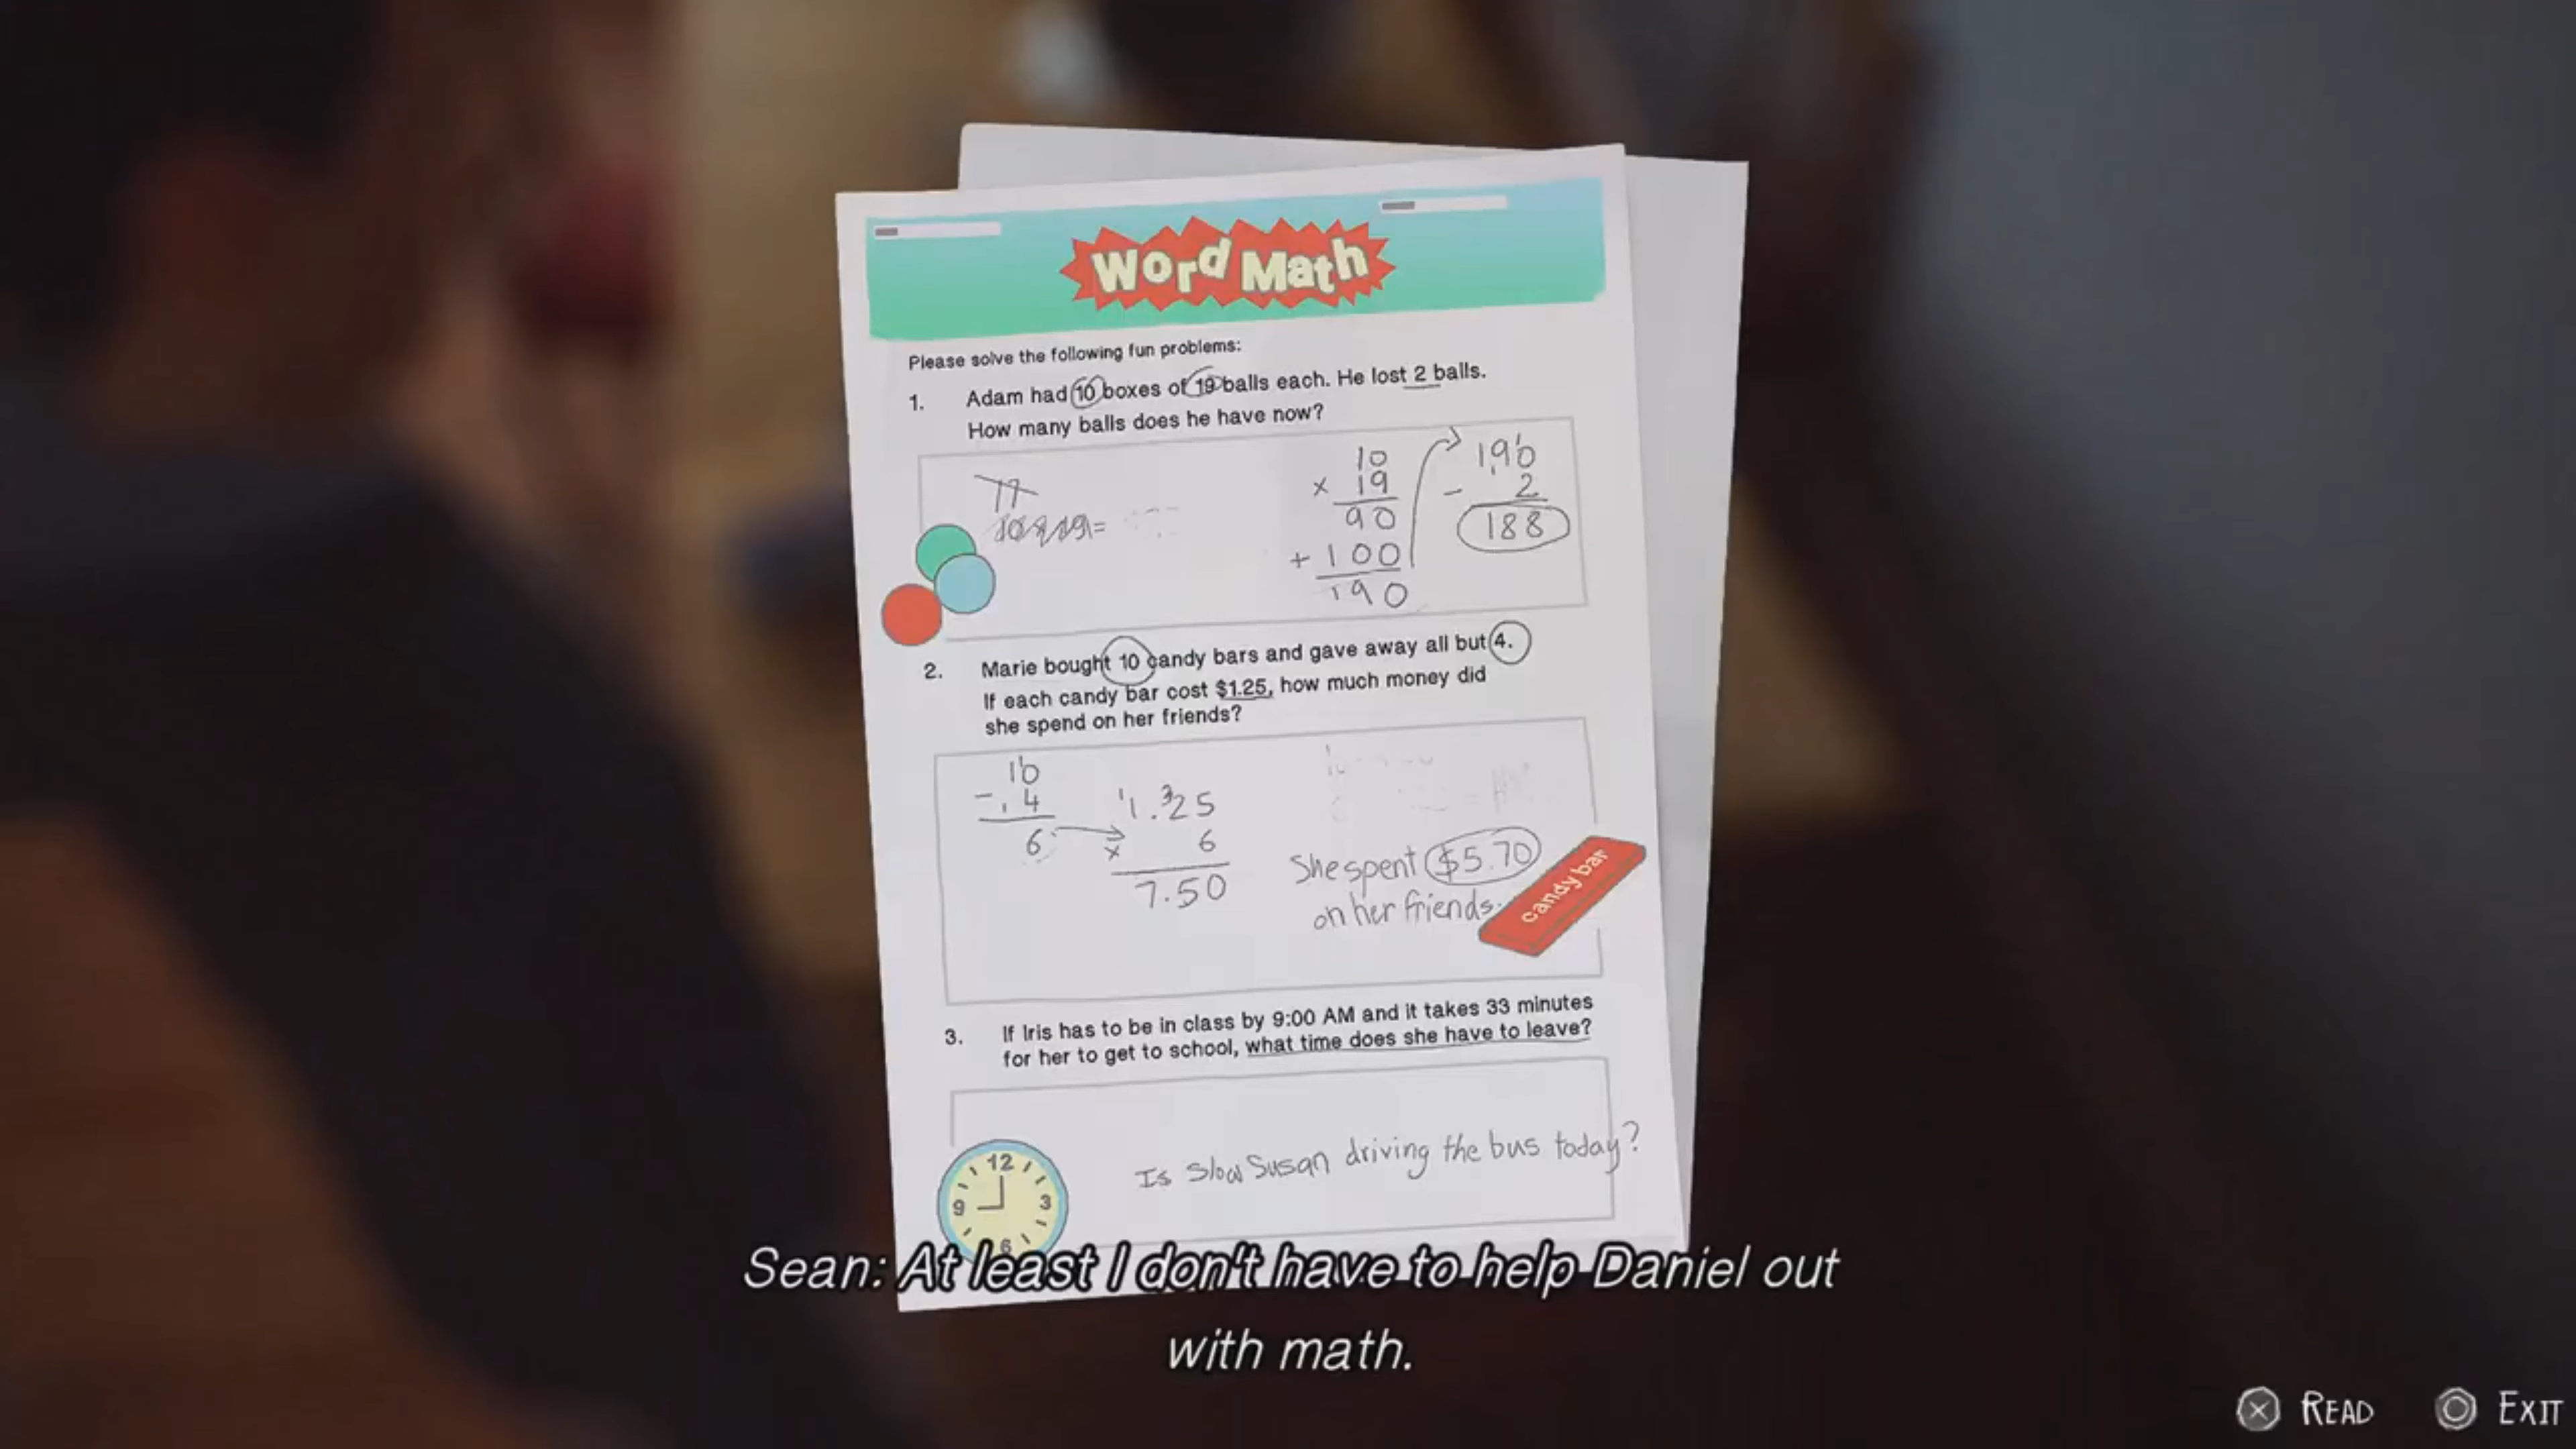 Word Math
Please solve the following fun problems:
1. Adam had 10 boxes of 19 balls each. He lost 2 balls.
How many balls does he have now?
10
x 19
90
+ 100
190
190
- 2
188
2. Marie bought 10 candy bars and gave away all but 4.
If each candy bar cost $1.25, how much money did
she spend on her friends?
10
- 4
6
1.25
x 6
7.50
She spent $5.70
on her friends.
candy bar
3. If Iris has to be in class by 9:00 AM and it takes 33 minutes
for her to get to school, what time does she have to leave?
12
9 3
6
Is Slow Susan driving the bus today?
Sean: At least I don't have to help Daniel out
with math.
READ EXIT